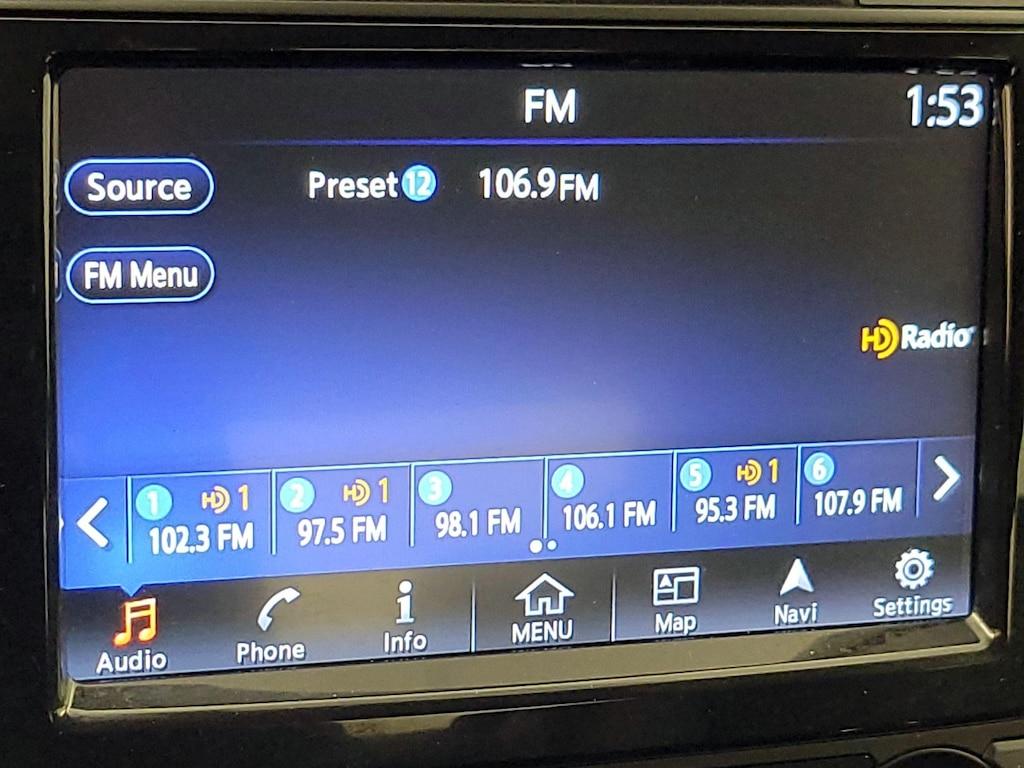 FM
1:53
Source
Preset 12 106.9 FM
FM Menu
HD Radio
1 HD 1
102.3 FM
2 HD 1
97.5 FM
3
98.1 FM
4
106.1 FM
5 HD 1
95.3 FM
6
107.9 FM
Audio
Phone
Info
MENU
Map
Navi
Settings